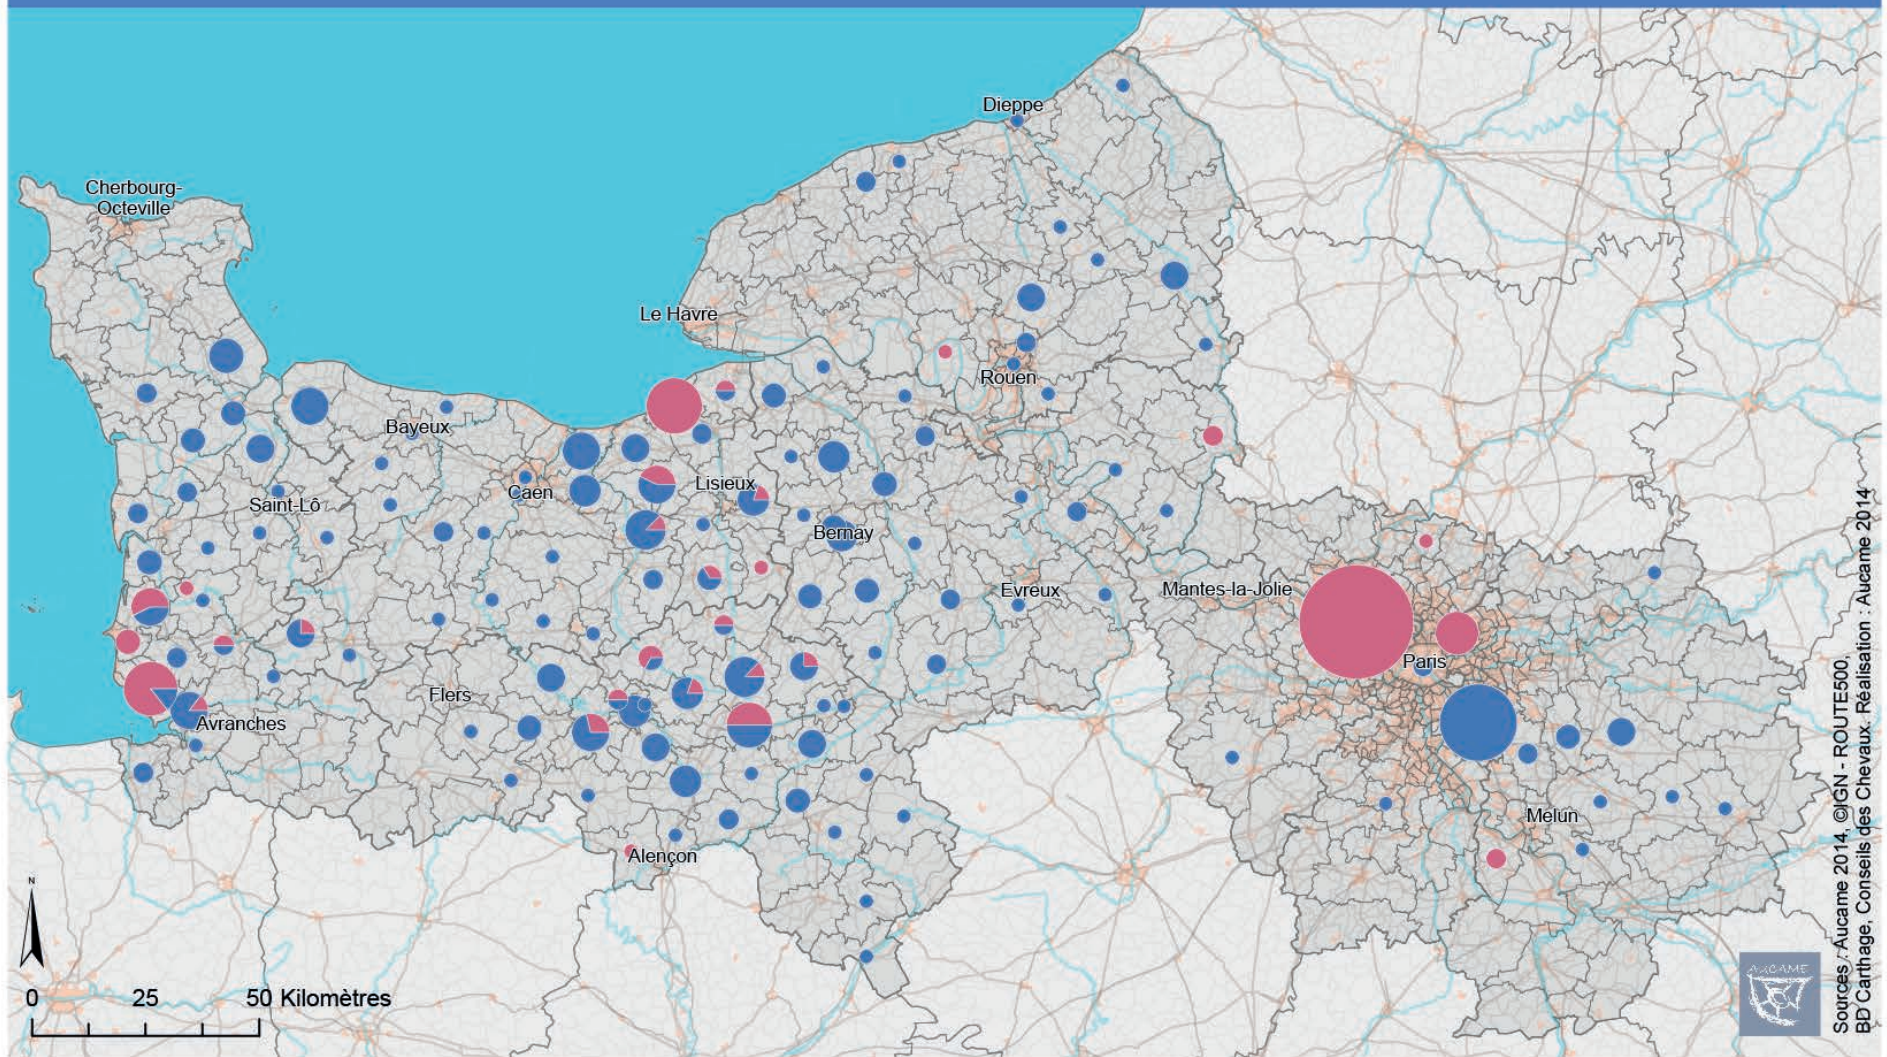 Dieppe
Cherbourg-
Octeville
Le Havre
Rouen
Bayeux
Lisieux
Caen
Saint-Lô
Bernay
Evreux
Mantes-la-Jolie
Paris
Flers
Avranches
Melun
Alençon
N
0 25 50 Kilomètres
AUCAME
Sources : Aucame 2014, ©IGN - ROUTE500,
BD Carthage, Conseils des Chevaux. Réalisation : Aucame 2014